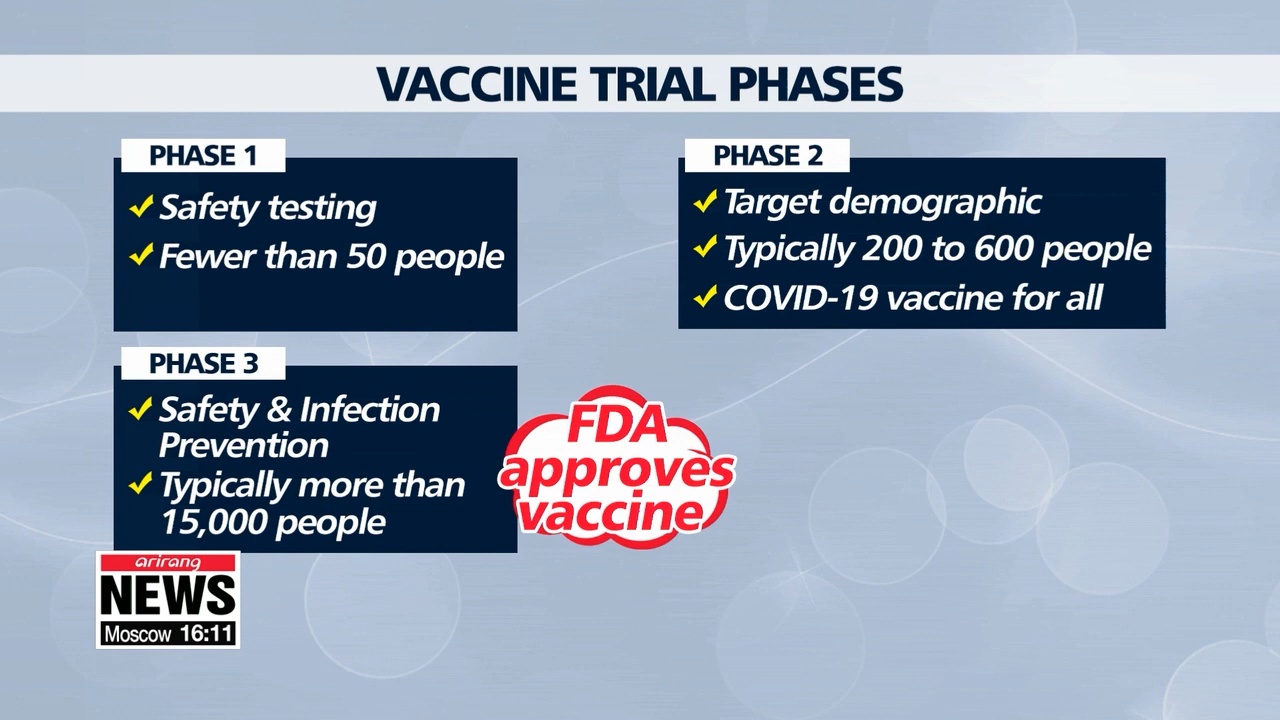 VACCINE TRIAL PHASES
PHASE 1
Safety testing
Fewer than 50 people
PHASE 2
Target demographic
Typically 200 to 600 people
COVID-19 vaccine for all
PHASE 3
Safety & Infection
Prevention
Typically more than
15,000 people
FDA
approves
vaccine
arirang
NEWS
Moscow 16:11